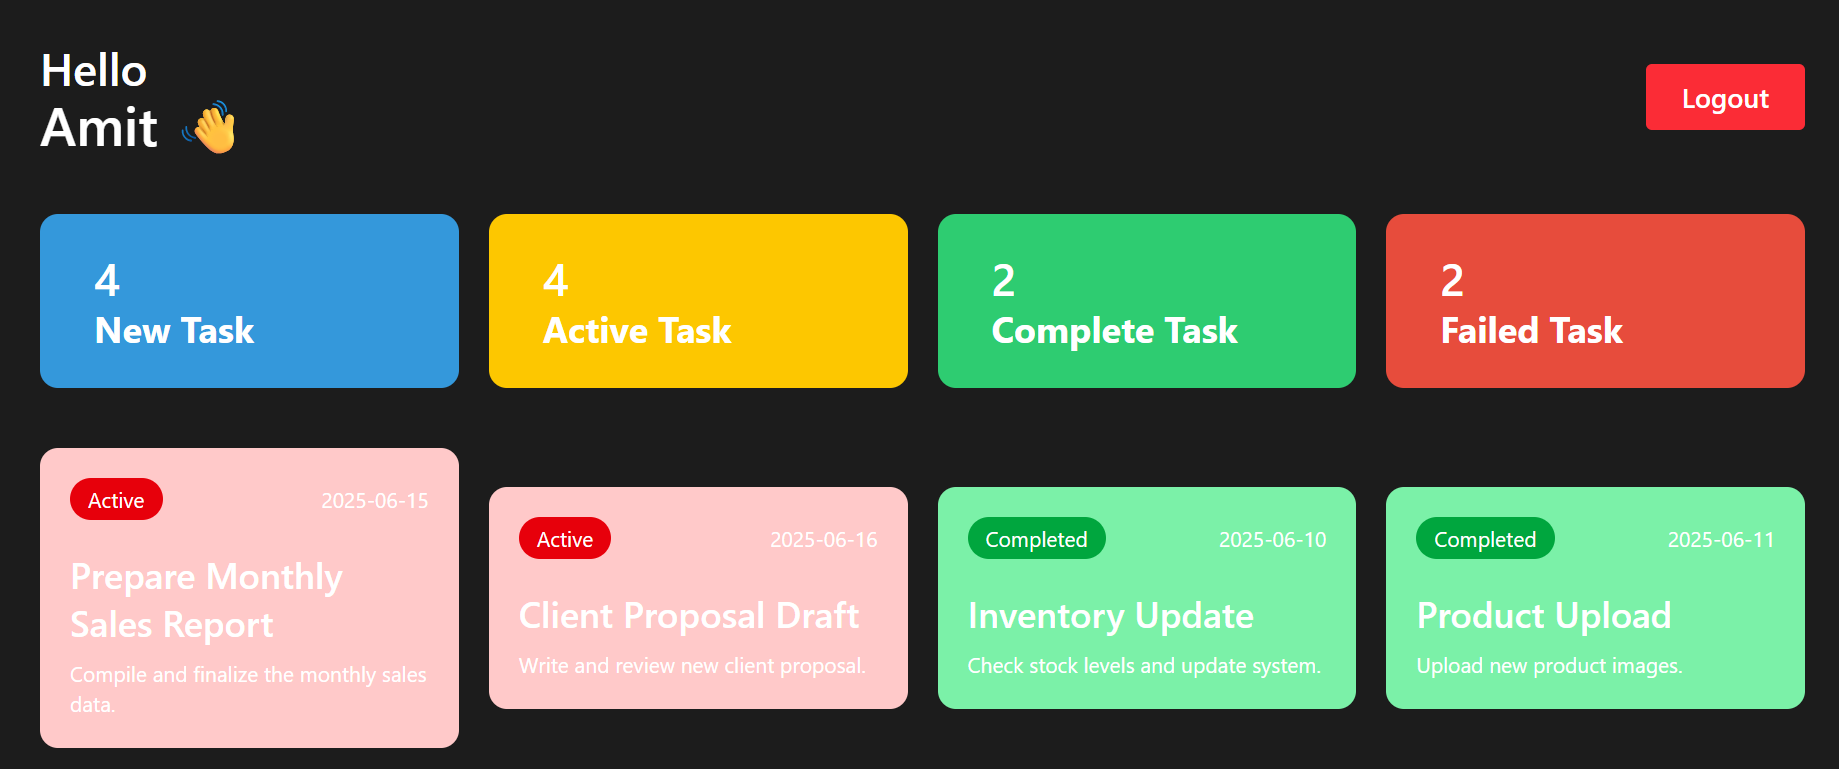 Hello
Amit 👋
Logout
4
New Task
4
Active Task
2
Complete Task
2
Failed Task
Active
2025-06-15
Prepare Monthly
Sales Report
Compile and finalize the monthly sales
data.
Active
2025-06-16
Client Proposal Draft
Write and review new client proposal.
Completed
2025-06-10
Inventory Update
Check stock levels and update system.
Completed
2025-06-11
Product Upload
Upload new product images.